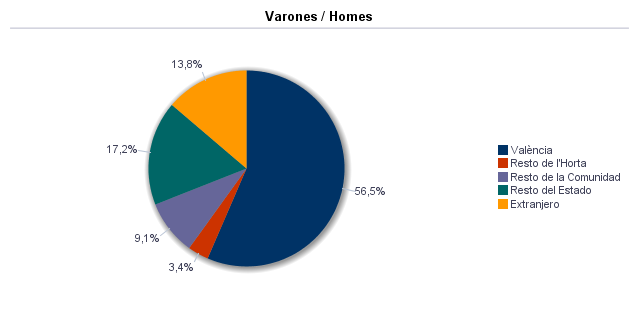 Varones / Homes
13,8%
17,2%
56,5%
9,1%
3,4%
València
Resto de l'Horta
Resto de la Comunidad
Resto del Estado
Extranjero